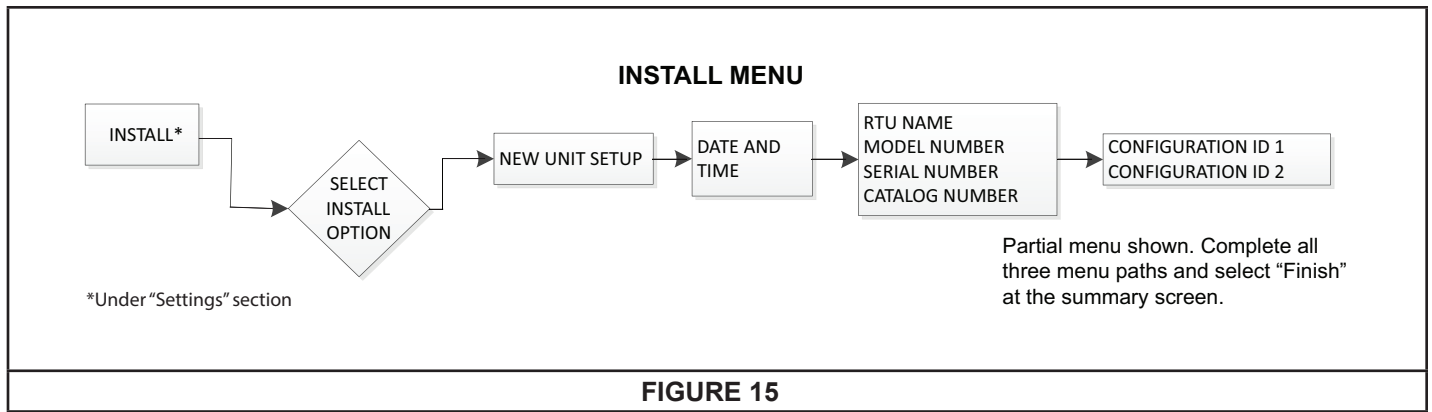 INSTALL MENU
INSTALL*
SELECT
INSTALL
OPTION
NEW UNIT SETUP
DATE AND
TIME
RTU NAME
MODEL NUMBER
SERIAL NUMBER
CATALOG NUMBER
CONFIGURATION ID 1
CONFIGURATION ID 2
Partial menu shown. Complete all
three menu paths and select “Finish”
at the summary screen.
*Under “Settings” section
FIGURE 15